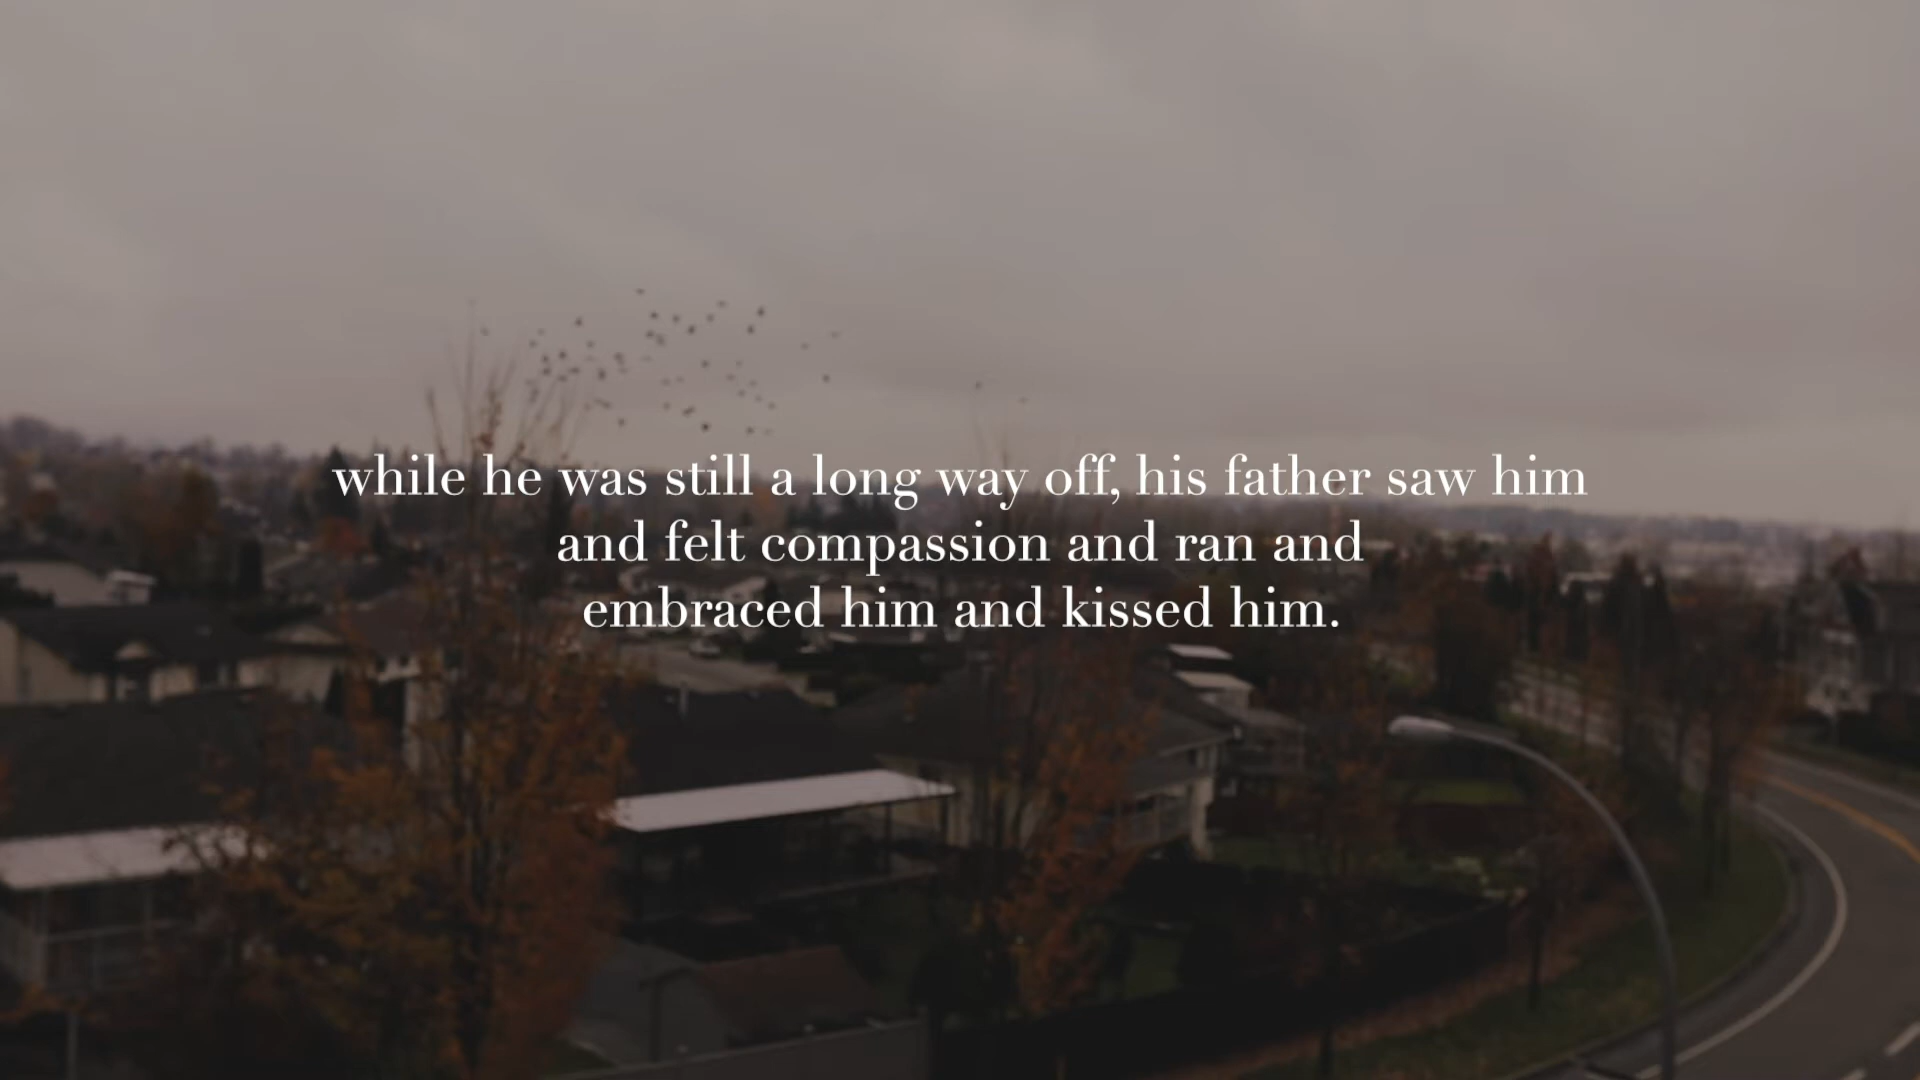 while he was still a long way off, his father saw him
and felt compassion and ran and
embraced him and kissed him.